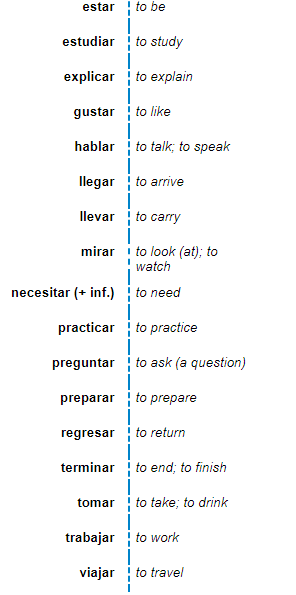 estar to be
estudiar to study
explicar to explain
gustar to like
hablar to talk; to speak
llegar to arrive
llevar to carry
mirar to look (at); to
watch
necesitar (+ inf.) to need
practicar to practice
preguntar to ask (a question)
preparar to prepare
regresar to return
terminar to end; to finish
tomar to take; to drink
trabajar to work
viajar to travel